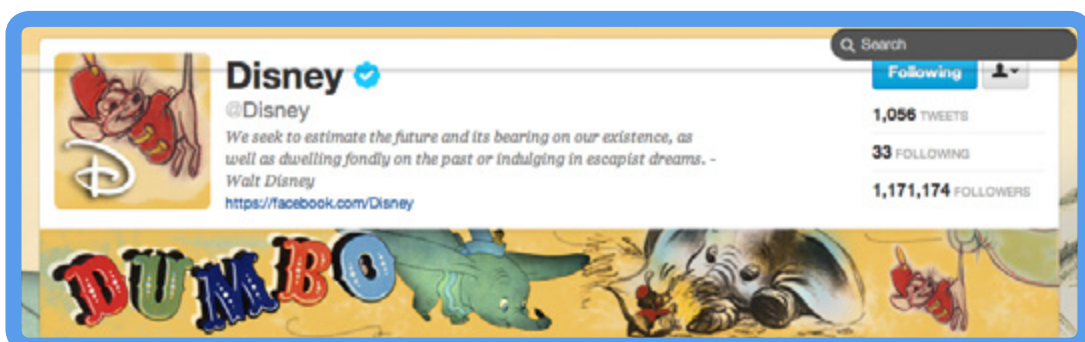 Search
Disney
@Disney
We seek to estimate the future and its bearing on our existence, as
well as dwelling fondly on the past or indulging in escapist dreams. -
Walt Disney
https://facebook.com/Disney
Following
1,056 TWEETS
33 FOLLOWING
1,171,174 FOLLOWERS
D
DUMBO